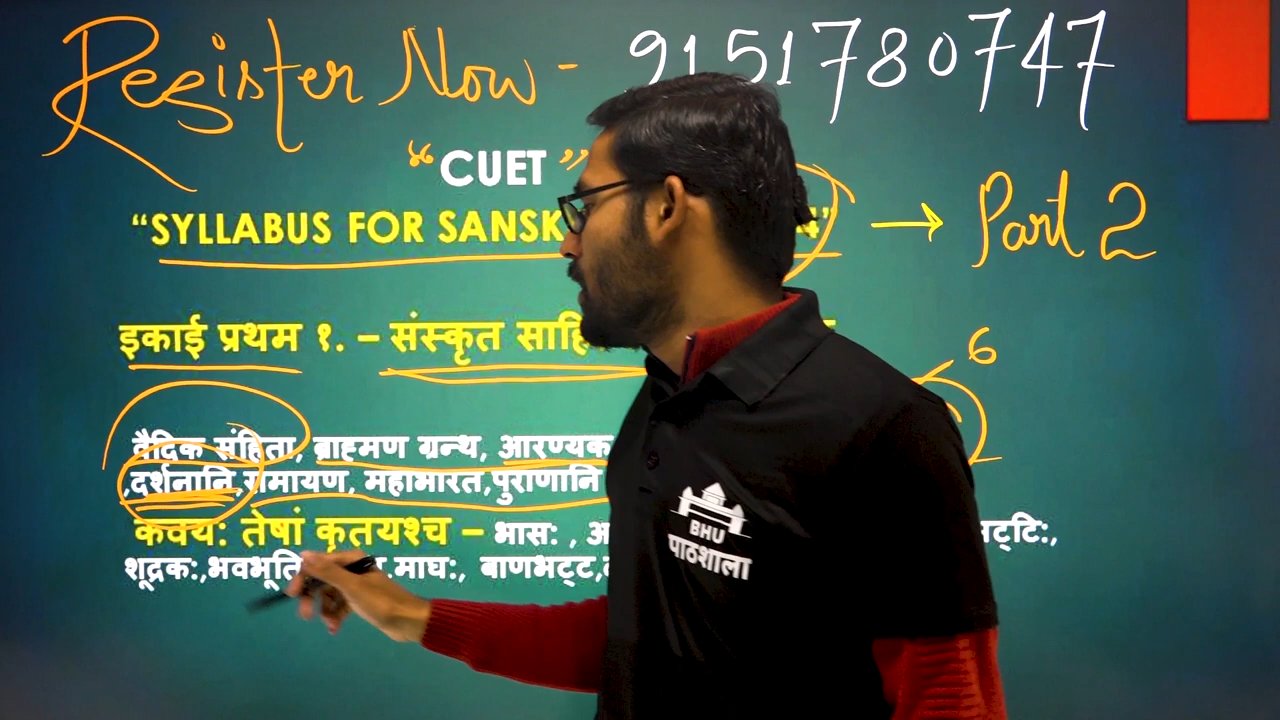 Register Now - 9151780747
“CUET”
“SYLLABUS FOR SANSK 4” → Part 2
इकाई प्रथम १. – संस्कृत
6
वैदिक संहिता, ब्राह्मण ग्रन्थ, आरण्यक
,दर्शनानि,रामायण, महाभारत,पुराणानि
कवय: तेषां कृतयश्च – भास: , ट्टि:,
शूद्रक:,भवभूति माघ:, बाणभट्ट,
BHU
पाठशाला